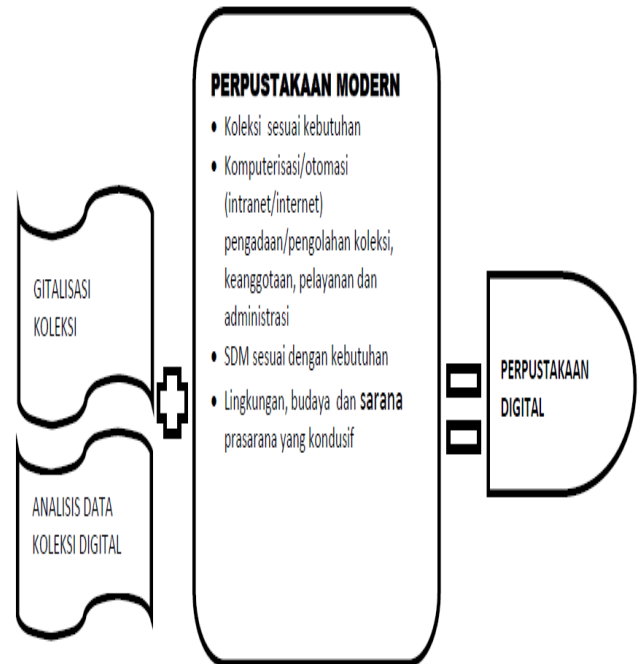 GITALISASI
KOLEKSI
ANALISIS DATA
KOLEKSI DIGITAL
PERPUSTAKAAN MODERN
• Koleksi sesuai kebutuhan
• Komputerisasi/otomasi
(intranet/internet)
pengadaan/pengolahan koleksi,
keanggotaan, pelayanan dan
administrasi
• SDM sesuai dengan kebutuhan
• Lingkungan, budaya dan sarana
prasarana yang kondusif
PERPUSTAKAAN
DIGITAL